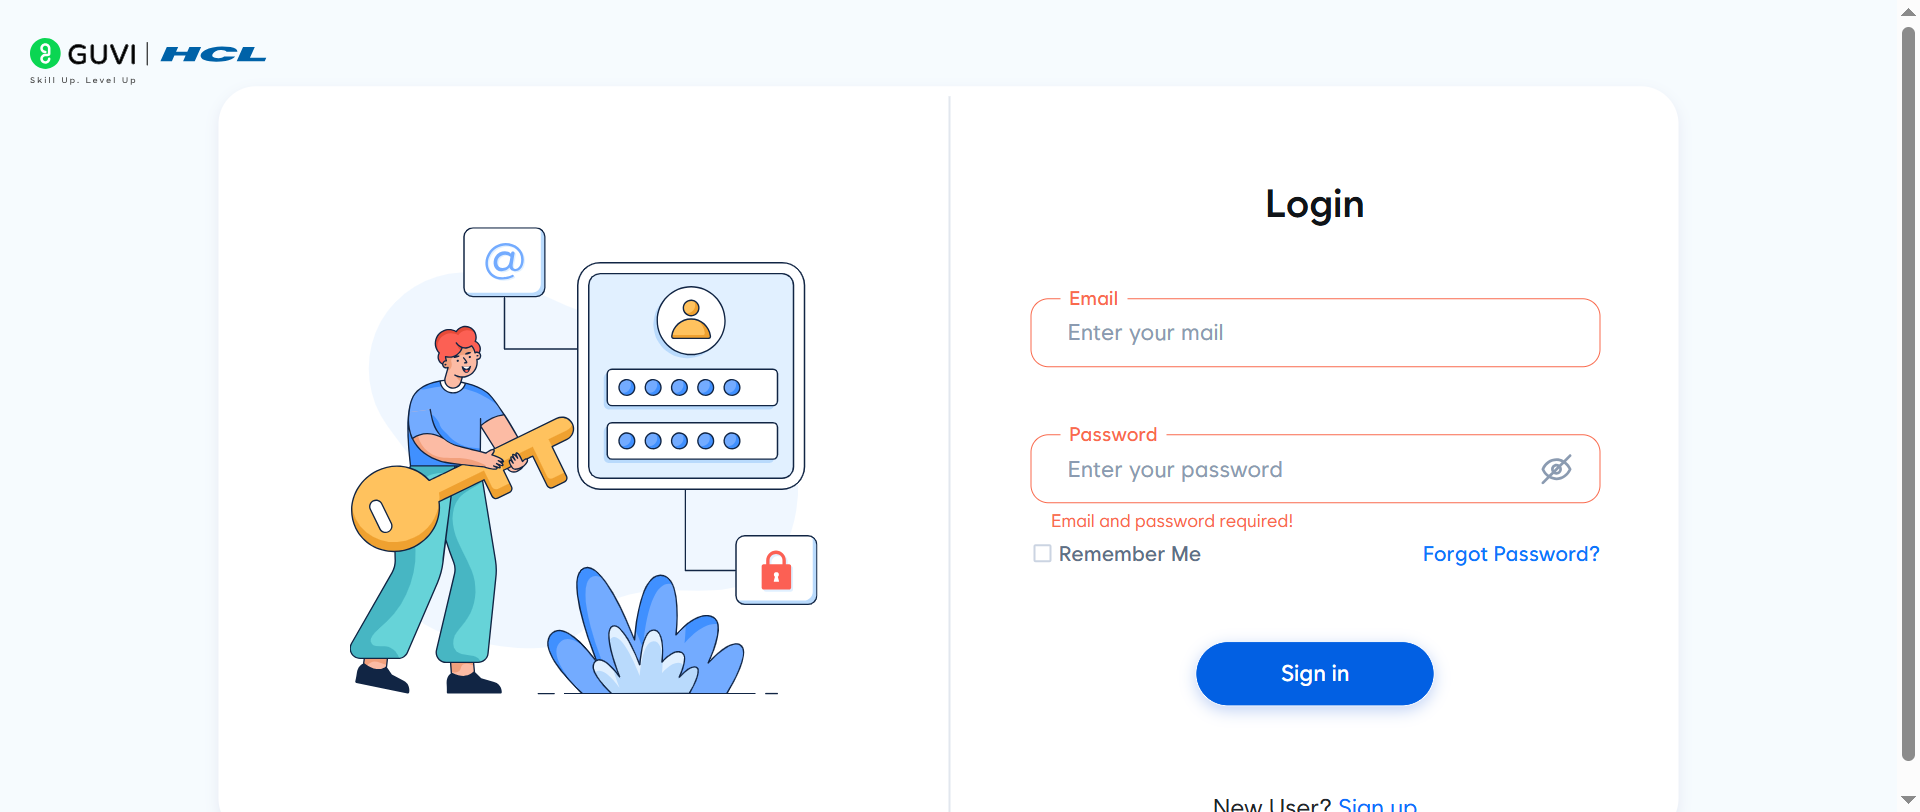 GUVI | HCL
Skill Up. Level Up
@
Login
Email
Enter your mail
Password
Enter your password
Email and password required!
Remember Me
Forgot Password?
Sign in
New User? Sign up